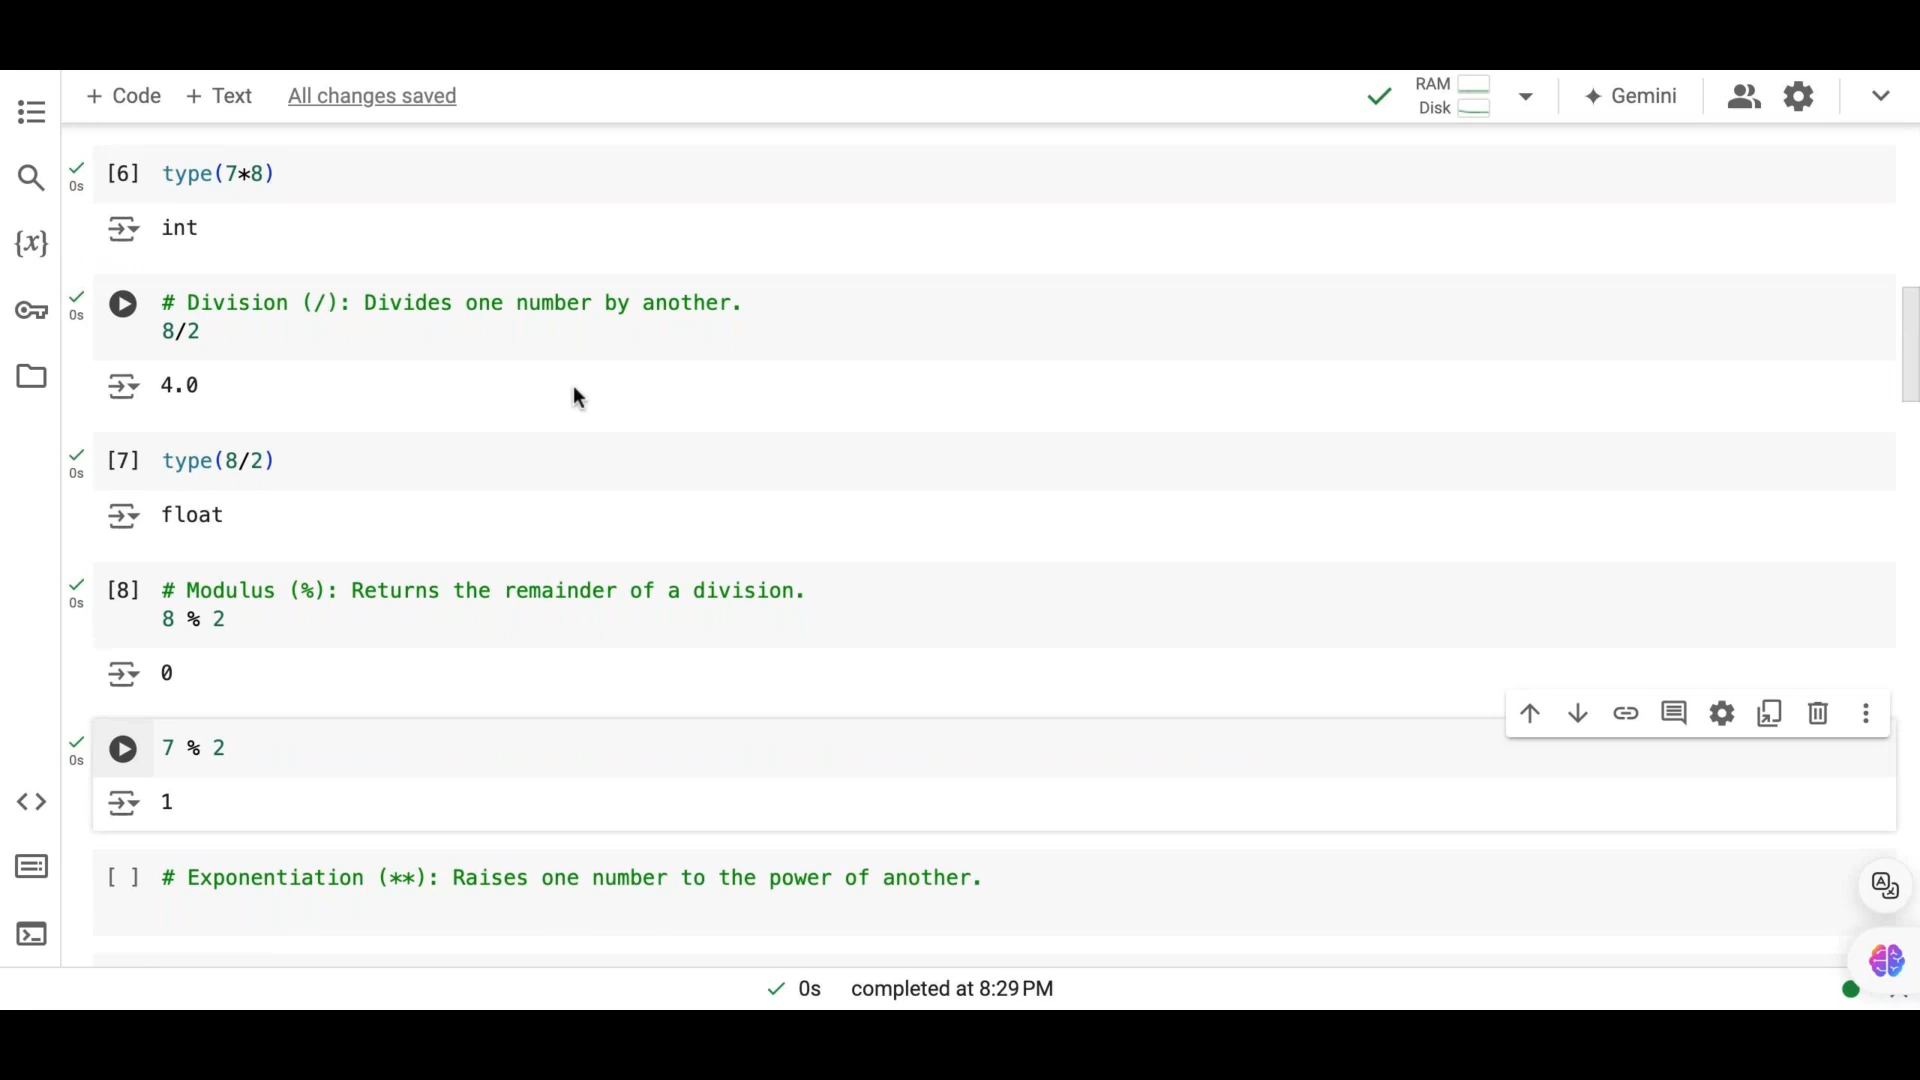 + Code + Text All changes saved
RAM
Disk
Gemini
0s [6] type(7*8)
int
0s # Division (/): Divides one number by another.
8/2
4.0
0s [7] type(8/2)
float
0s [8] # Modulus (%): Returns the remainder of a division.
8 % 2
0
0s 7 % 2
1
[ ] # Exponentiation (**): Raises one number to the power of another.
0s completed at 8:29 PM